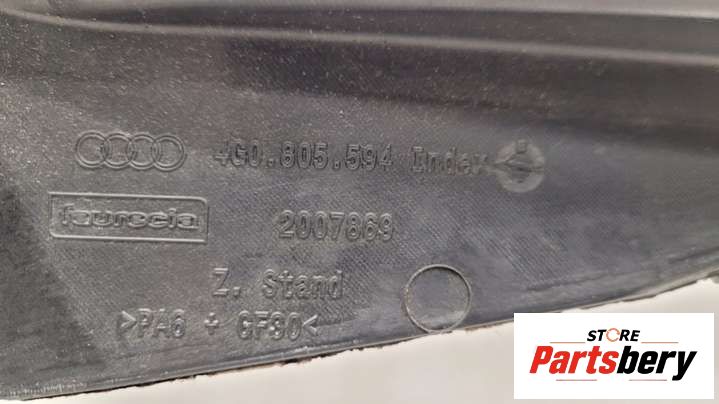 4G0.805.594 Index
faurecia
2007869
Z. Stand
>PA6 + GF30<
STORE
Partsbery